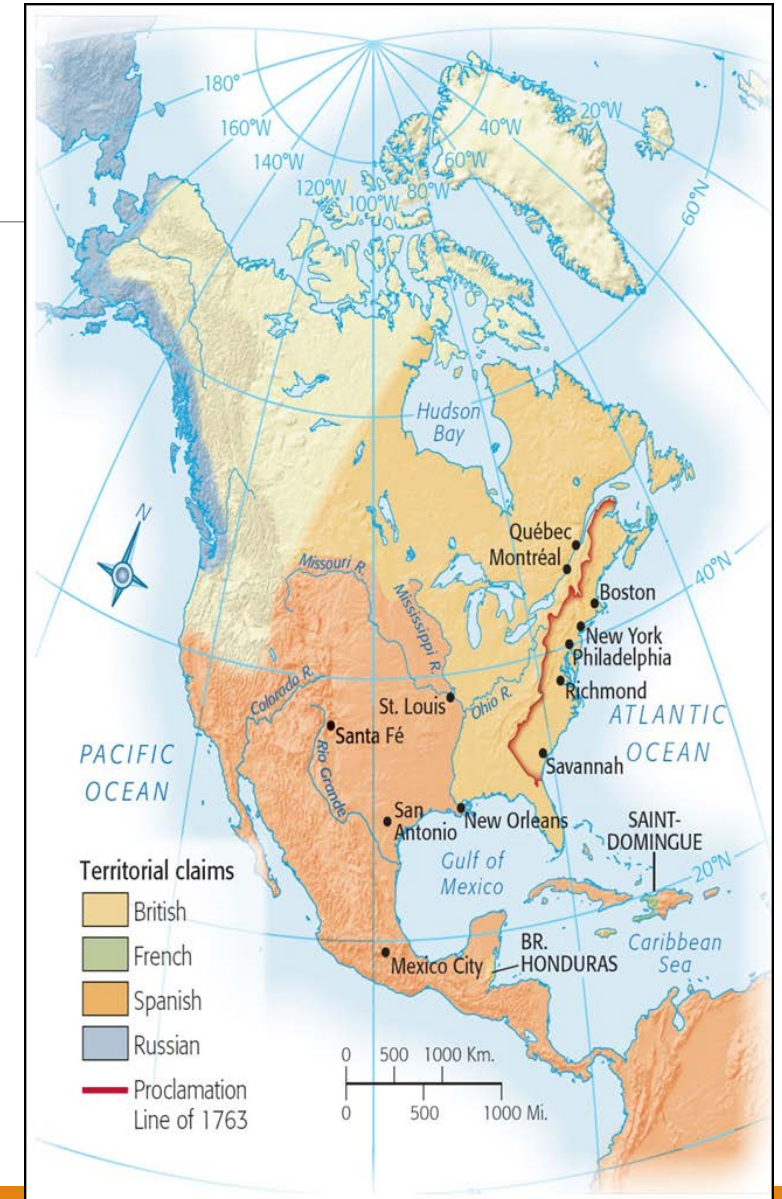 180°
160°W
140°W
120°W
100°W
80°W
60°W
40°W
20°W
60°N
Hudson
Bay
N
Québec
Montréal
40°N
Missouri R.
Mississippi R.
Boston
New York
Philadelphia
Colorado R.
St. Louis
Ohio R.
Richmond
ATLANTIC
OCEAN
Santa Fé
PACIFIC
OCEAN
Rio Grande
Savannah
San
Antonio
New Orleans
SAINT-
DOMINGUE
Gulf of
Mexico
20°N
Territorial claims
British
French
Spanish
Russian
Proclamation
Line of 1763
Mexico City
BR.
HONDURAS
Caribbean
Sea
0 500 1000 Km.
0 500 1000 Mi.